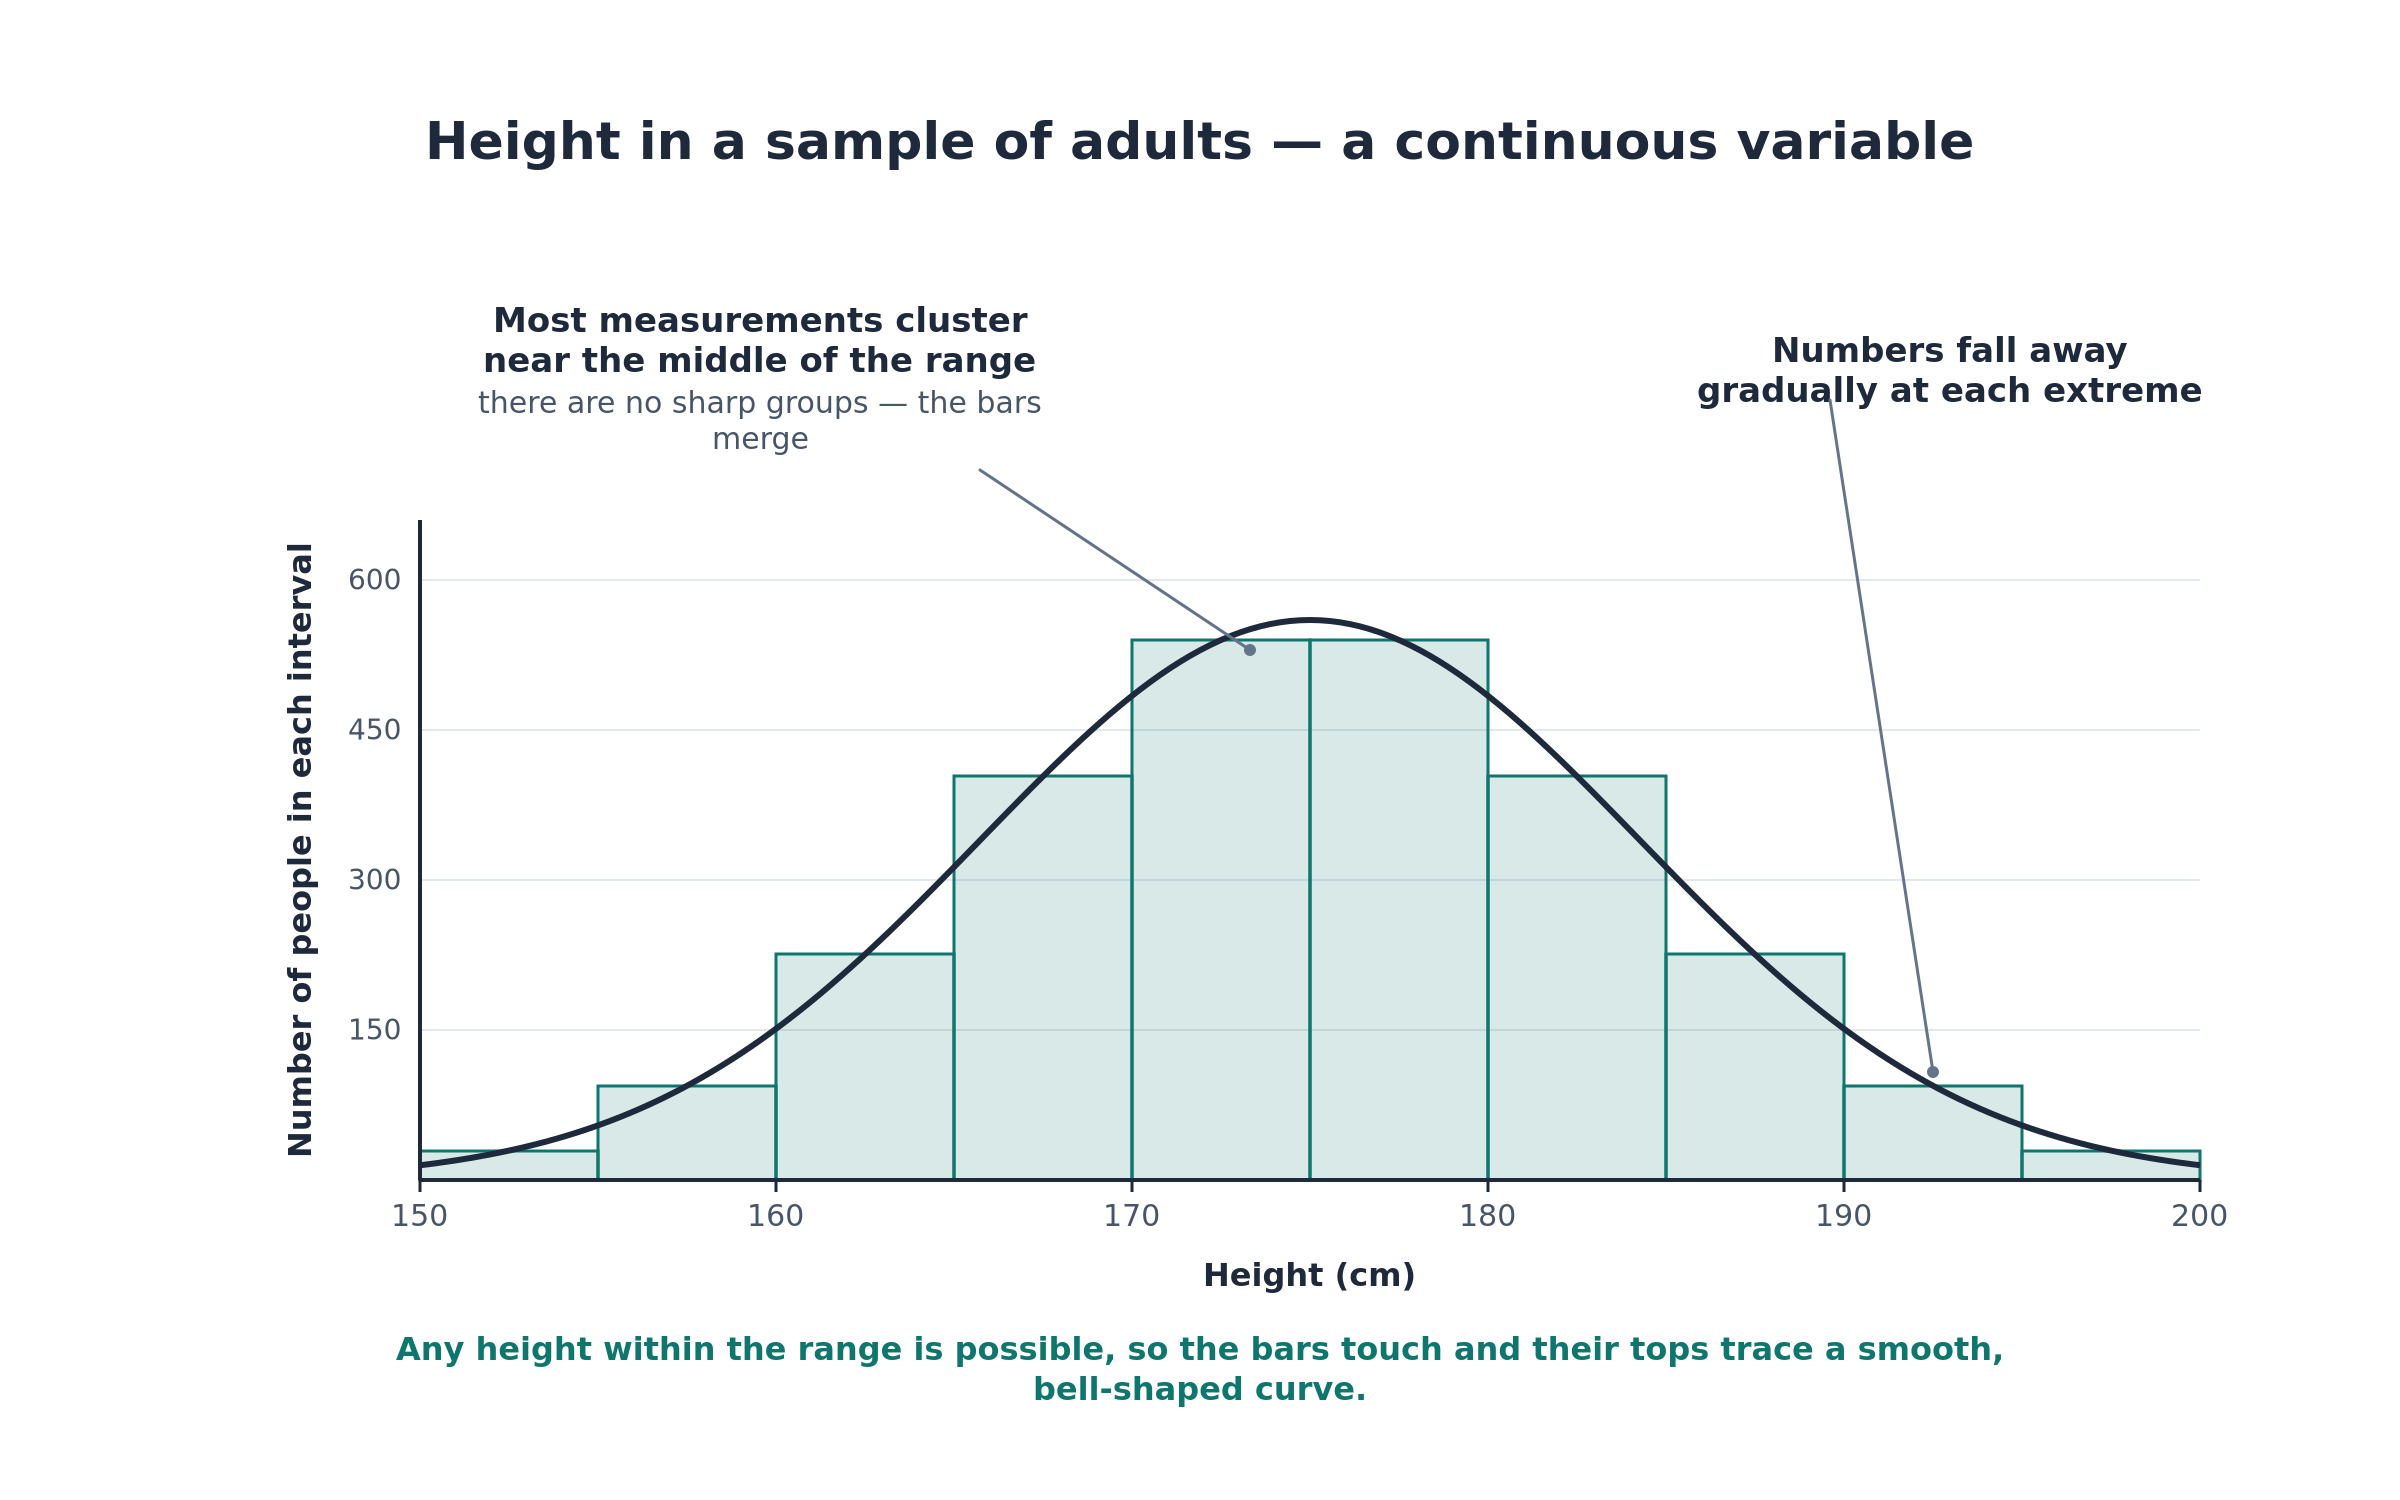 Height in a sample of adults — a continuous variable
Most measurements cluster
near the middle of the range
there are no sharp groups — the bars
merge
Numbers fall away
gradually at each extreme
Number of people in each interval
600
450
300
150
150
160
170
180
190
200
Height (cm)
Any height within the range is possible, so the bars touch and their tops trace a smooth,
bell-shaped curve.